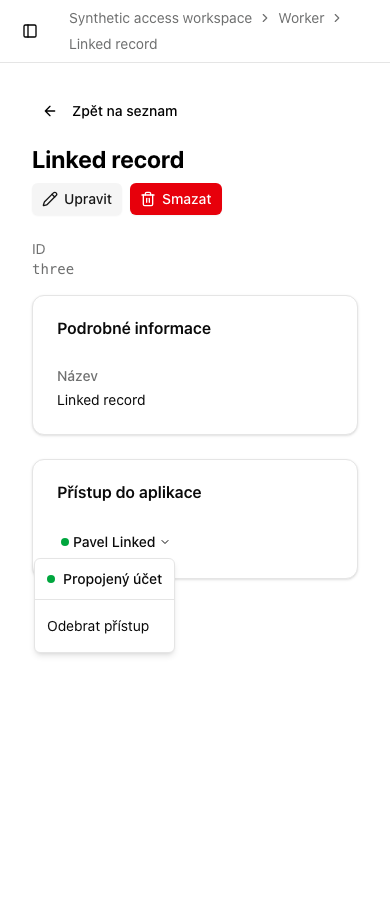 Synthetic access workspace > Worker >
Linked record
Zpět na seznam
Linked record
Upravit Smazat
ID
three
Podrobné informace
Název
Linked record
Přístup do aplikace
Pavel Linked
Propojený účet
Odebrat přístup